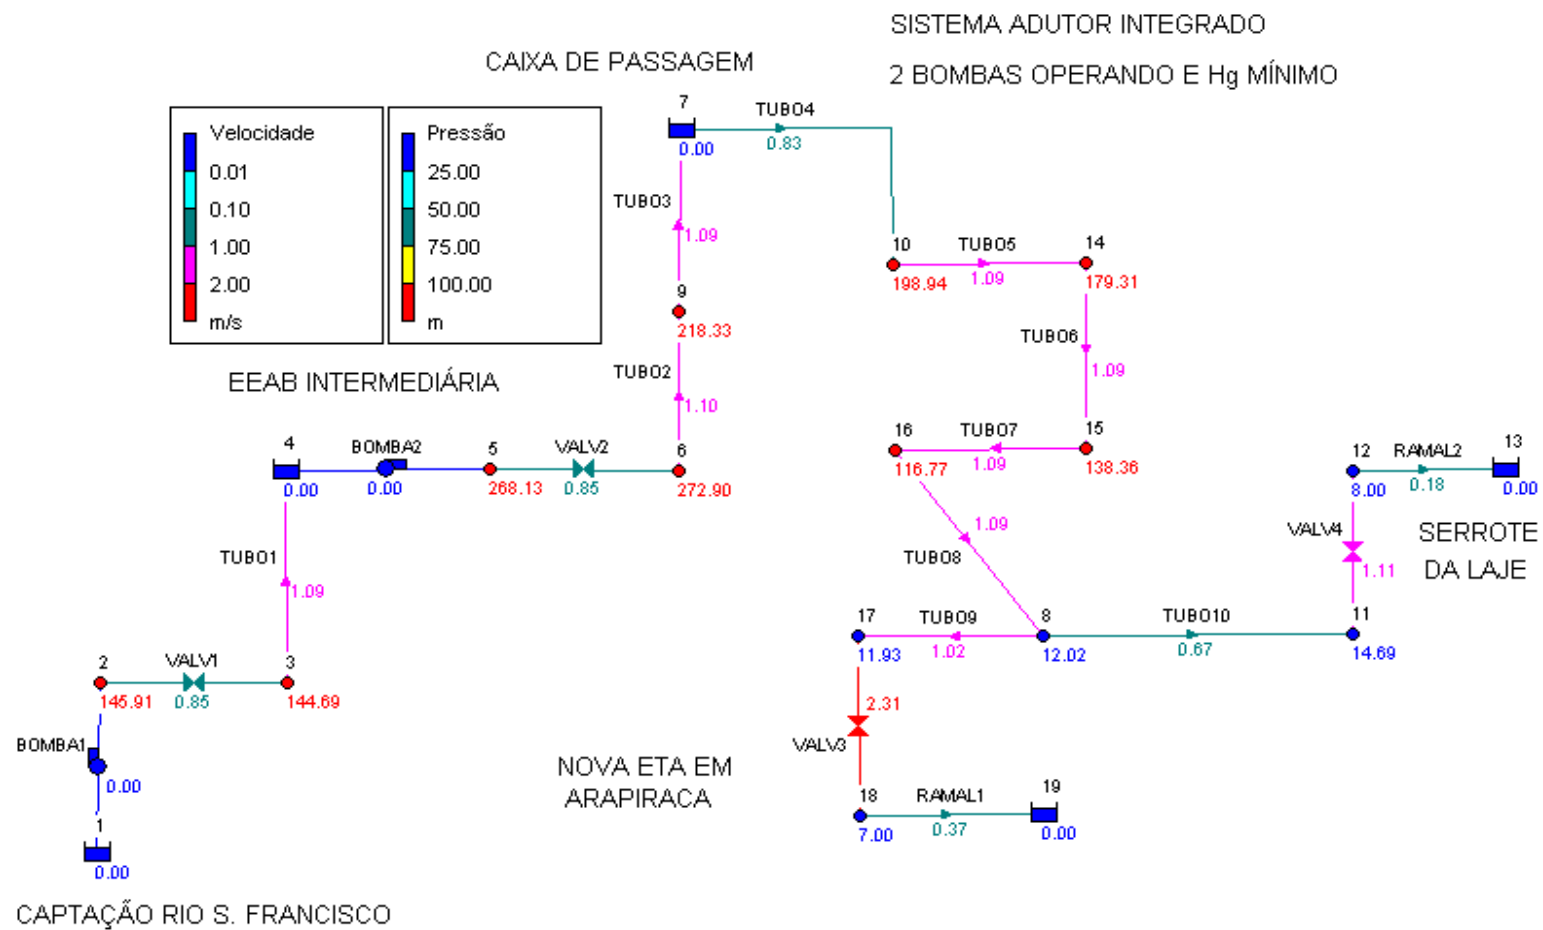 SISTEMA ADUTOR INTEGRADO
2 BOMBAS OPERANDO E Hg MÍNIMO
CAIXA DE PASSAGEM
Velocidade
0.01
0.10
1.00
2.00
m/s
Pressão
25.00
50.00
75.00
100.00
m
7
0.00
TUBO4
0.83
TUBO3
1.09
10
198.94
TUBO5
1.09
14
179.31
9
218.33
TUBO6
1.09
EEAB INTERMEDIÁRIA
TUBO2
1.10
4
0.00
BOMBA2
0.00
5
268.13
VALV2
0.85
6
272.90
16
116.77
TUBO7
1.09
15
138.36
12
8.00
RAMAL2
0.18
13
0.00
SERROTE
DA LAJE
VALV4
1.11
TUBO8
1.09
TUBO1
1.09
17
11.93
TUBO9
1.02
8
12.02
TUBO10
0.67
11
14.69
2
145.91
VALV1
0.85
3
144.69
VALV3
2.31
BOMBA1
0.00
NOVA ETA EM
ARAPIRACA
18
7.00
RAMAL1
0.37
19
0.00
1
0.00
CAPTAÇÃO RIO S. FRANCISCO